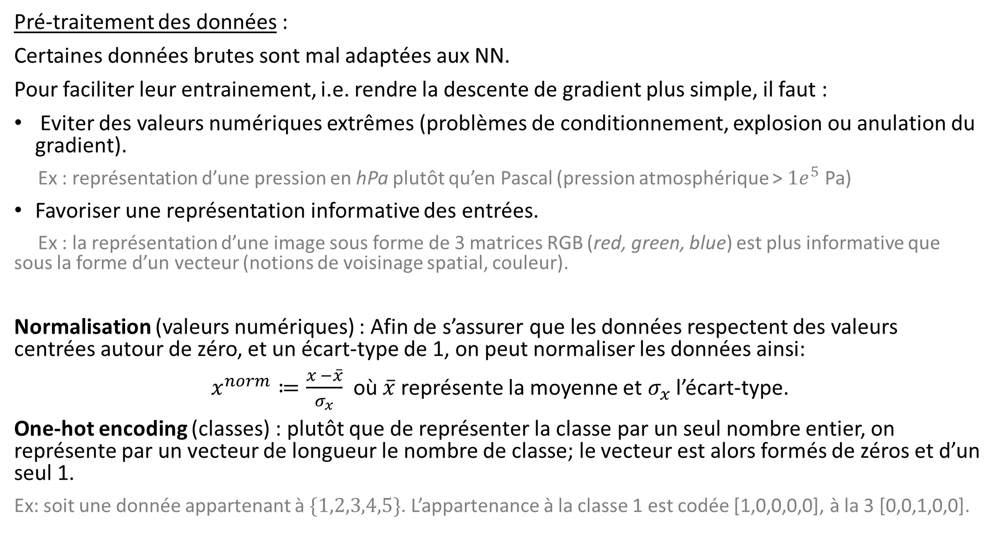 Pré-traitement des données :
Certaines données brutes sont mal adaptées aux NN.
Pour faciliter leur entrainement, i.e. rendre la descente de gradient plus simple, il faut :
• Eviter des valeurs numériques extrêmes (problèmes de conditionnement, explosion ou anulation du
gradient).
Ex : représentation d’une pression en hPa plutôt qu’en Pascal (pression atmosphérique > 1e⁵ Pa)
• Favoriser une représentation informative des entrées.
Ex : la représentation d’une image sous forme de 3 matrices RGB (red, green, blue) est plus informative que
sous la forme d’un vecteur (notions de voisinage spatial, couleur).
Normalisation (valeurs numériques) : Afin de s’assurer que les données respectent des valeurs
centrées autour de zéro, et un écart-type de 1, on peut normaliser les données ainsi:
x^norm ≔ (x − x̄)/σₓ où x̄ représente la moyenne et σₓ l’écart-type.
One-hot encoding (classes) : plutôt que de représenter la classe par un seul nombre entier, on
représente par un vecteur de longueur le nombre de classe; le vecteur est alors formés de zéros et d’un
seul 1.
Ex: soit une donnée appartenant à {1,2,3,4,5}. L’appartenance à la classe 1 est codée [1,0,0,0,0], à la 3 [0,0,1,0,0].